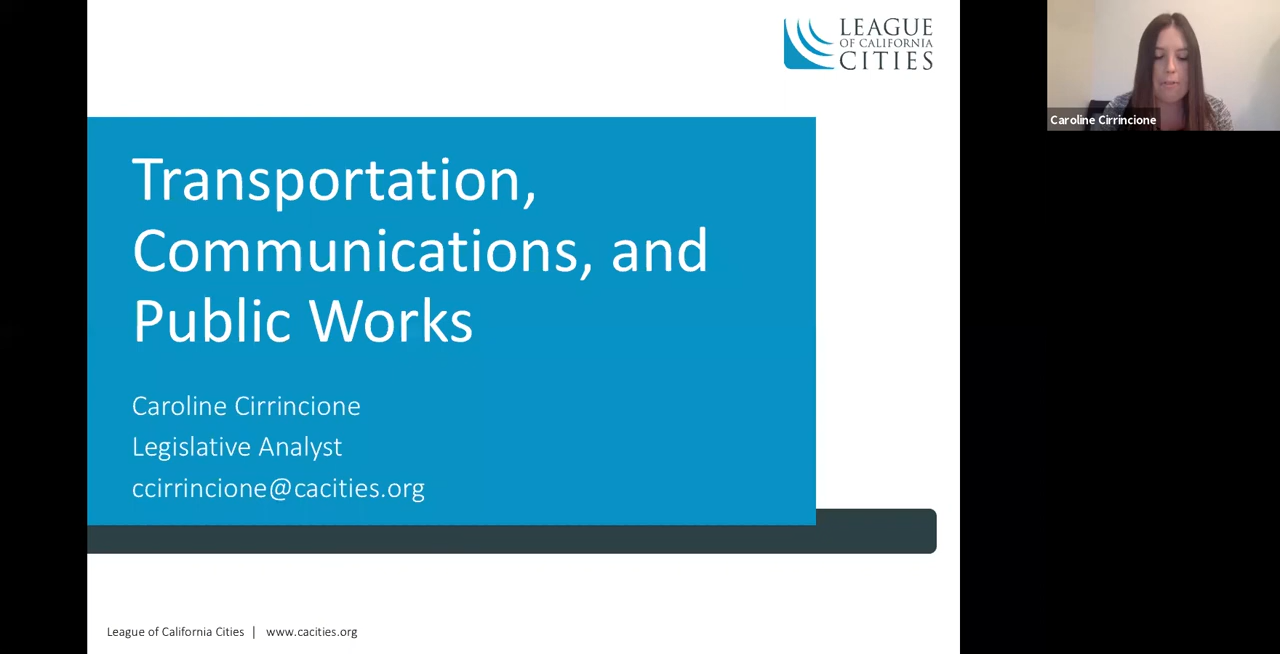 LEAGUE
OF CALIFORNIA
CITIES
Caroline Cirrincione
Transportation,
Communications, and
Public Works
Caroline Cirrincione
Legislative Analyst
ccirrincione@cacities.org
League of California Cities | www.cacities.org